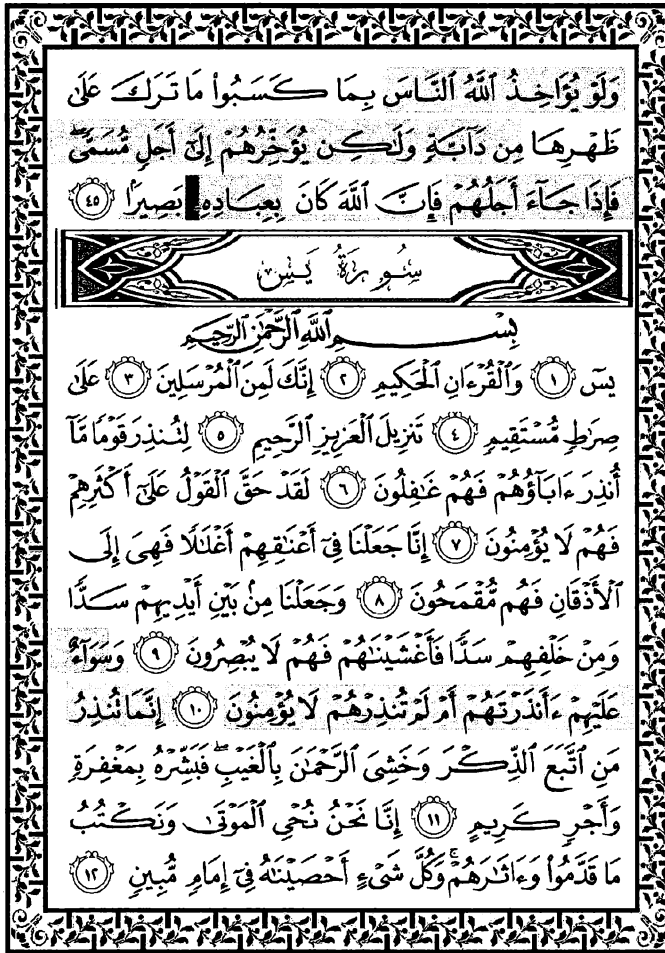 وَلَوْ يُؤَاخِذُ ٱللَّهُ ٱلنَّاسَ بِمَا كَسَبُوا۟ مَا تَرَكَ عَلَىٰ
ظَهْرِهَا مِن دَآبَّةٍ وَلَٰكِن يُؤَخِّرُهُمْ إِلَىٰٓ أَجَلٍ مُّسَمًّى ۖ
فَإِذَا جَآءَ أَجَلُهُمْ فَإِنَّ ٱللَّهَ كَانَ بِعِبَادِهِ بَصِيرًا ٤٥
سُورَةُ يسٓ
بِسْمِ ٱللَّهِ ٱلرَّحْمَٰنِ ٱلرَّحِيمِ
يسٓ ١ وَٱلْقُرْءَانِ ٱلْحَكِيمِ ٢ إِنَّكَ لَمِنَ ٱلْمُرْسَلِينَ ٣ عَلَىٰ
صِرَٰطٍ مُّسْتَقِيمٍ ٤ تَنزِيلَ ٱلْعَزِيزِ ٱلرَّحِيمِ ٥ لِتُنذِرَ قَوْمًا مَّآ
أُنذِرَ ءَابَآؤُهُمْ فَهُمْ غَٰفِلُونَ ٦ لَقَدْ حَقَّ ٱلْقَوْلُ عَلَىٰٓ أَكْثَرِهِمْ
فَهُمْ لَا يُؤْمِنُونَ ٧ إِنَّا جَعَلْنَا فِىٓ أَعْنَٰقِهِمْ أَغْلَٰلًا فَهِىَ إِلَى
ٱلْأَذْقَانِ فَهُم مُّقْمَحُونَ ٨ وَجَعَلْنَا مِنۢ بَيْنِ أَيْدِيهِمْ سَدًّا
وَمِنْ خَلْفِهِمْ سَدًّا فَأَغْشَيْنَٰهُمْ فَهُمْ لَا يُبْصِرُونَ ٩ وَسَوَآءٌ
عَلَيْهِمْ ءَأَنذَرْتَهُمْ أَمْ لَمْ تُنذِرْهُمْ لَا يُؤْمِنُونَ ١٠ إِنَّمَا تُنذِرُ
مَنِ ٱتَّبَعَ ٱلذِّكْرَ وَخَشِىَ ٱلرَّحْمَٰنَ بِٱلْغَيْبِ ۖ فَبَشِّرْهُ بِمَغْفِرَةٍ
وَأَجْرٍ كَرِيمٍ ١١ إِنَّا نَحْنُ نُحْىِ ٱلْمَوْتَىٰ وَنَكْتُبُ
مَا قَدَّمُوا۟ وَءَاثَٰرَهُمْ ۚ وَكُلَّ شَىْءٍ أَحْصَيْنَٰهُ فِىٓ إِمَامٍ مُّبِينٍ ١٢